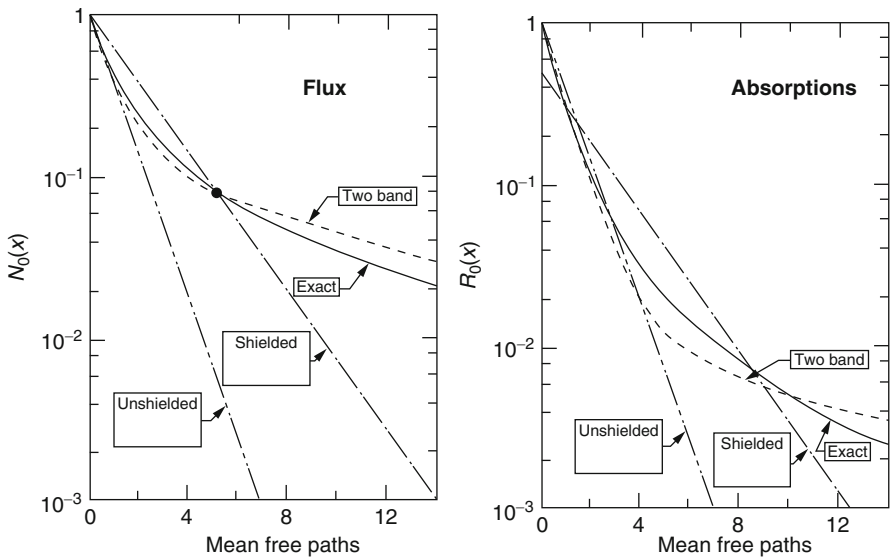 1
10⁻¹
10⁻²
10⁻³
N₀(x)
Flux
Two band
Exact
Shielded
Unshielded
0
4
8
12
Mean free paths
1
10⁻¹
10⁻²
10⁻³
R₀(x)
Absorptions
Two band
Unshielded
Shielded
Exact
0
4
8
12
Mean free paths